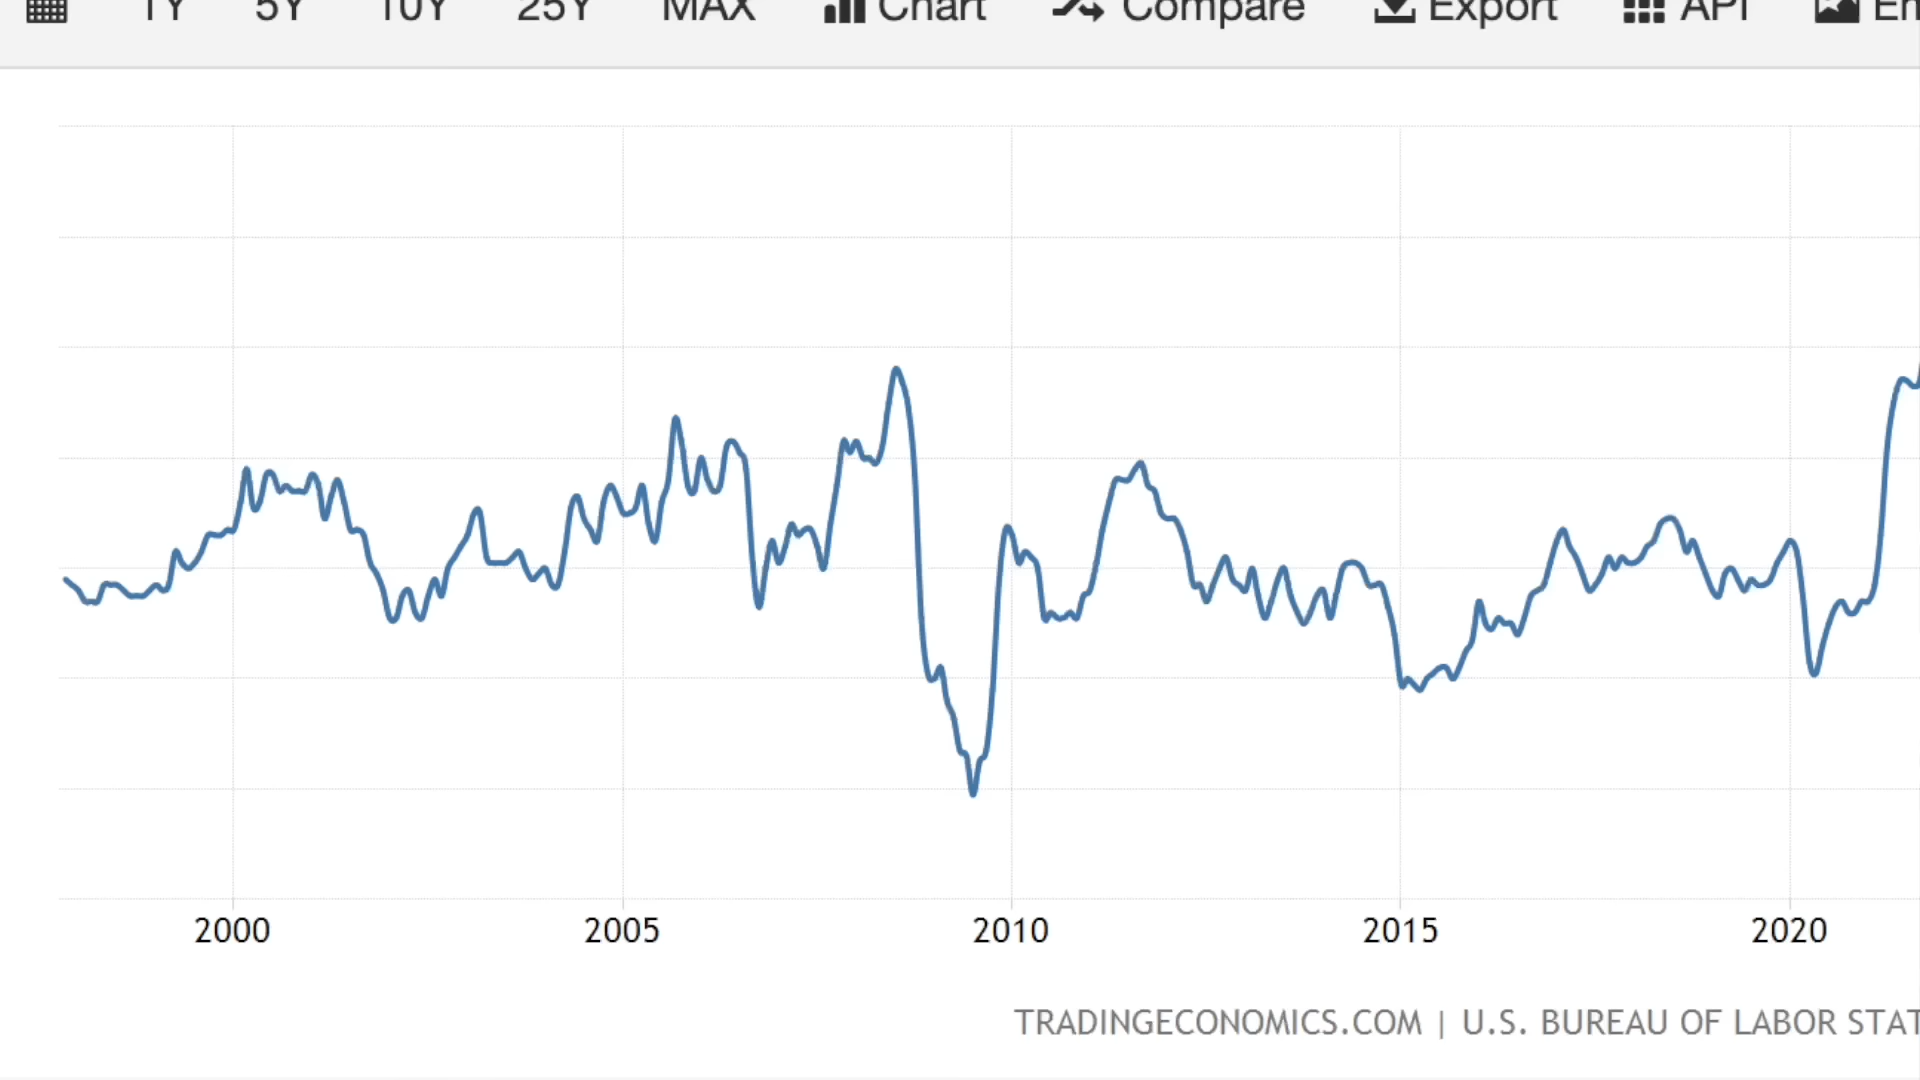 1Y 5Y 10Y 25Y MAX Chart Compare Export API
2000 2005 2010 2015 2020
TRADINGECONOMICS.COM | U.S. BUREAU OF LABOR